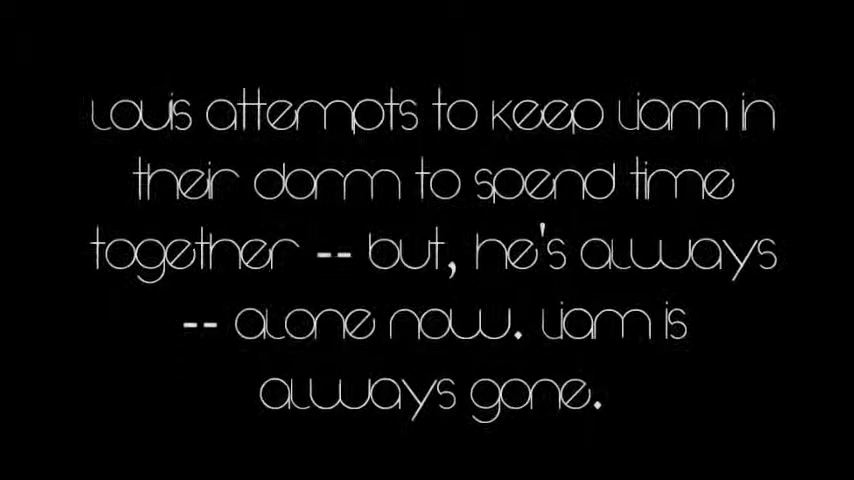 Louis attempts to keep Liam in
their dorm to spend time
together -- but, he's always
-- alone now. Liam is
always gone.